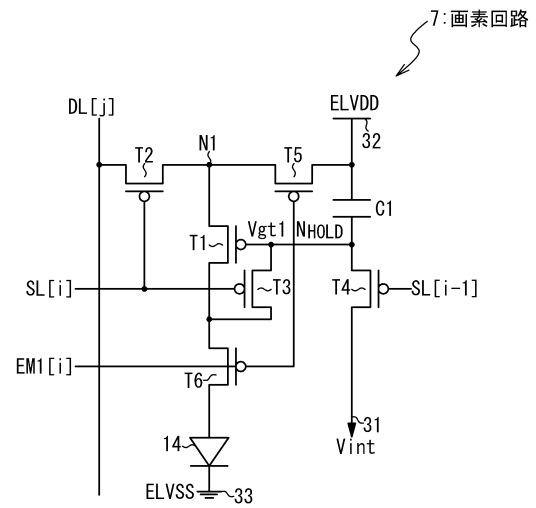 7:画素回路
DL[j]
ELVDD
32
N1
T2
T5
C1
Vgt1
NHOLD
T1
T3
T4
SL[i]
SL[i-1]
EM1[i]
T6
31
14
Vint
ELVSS
33